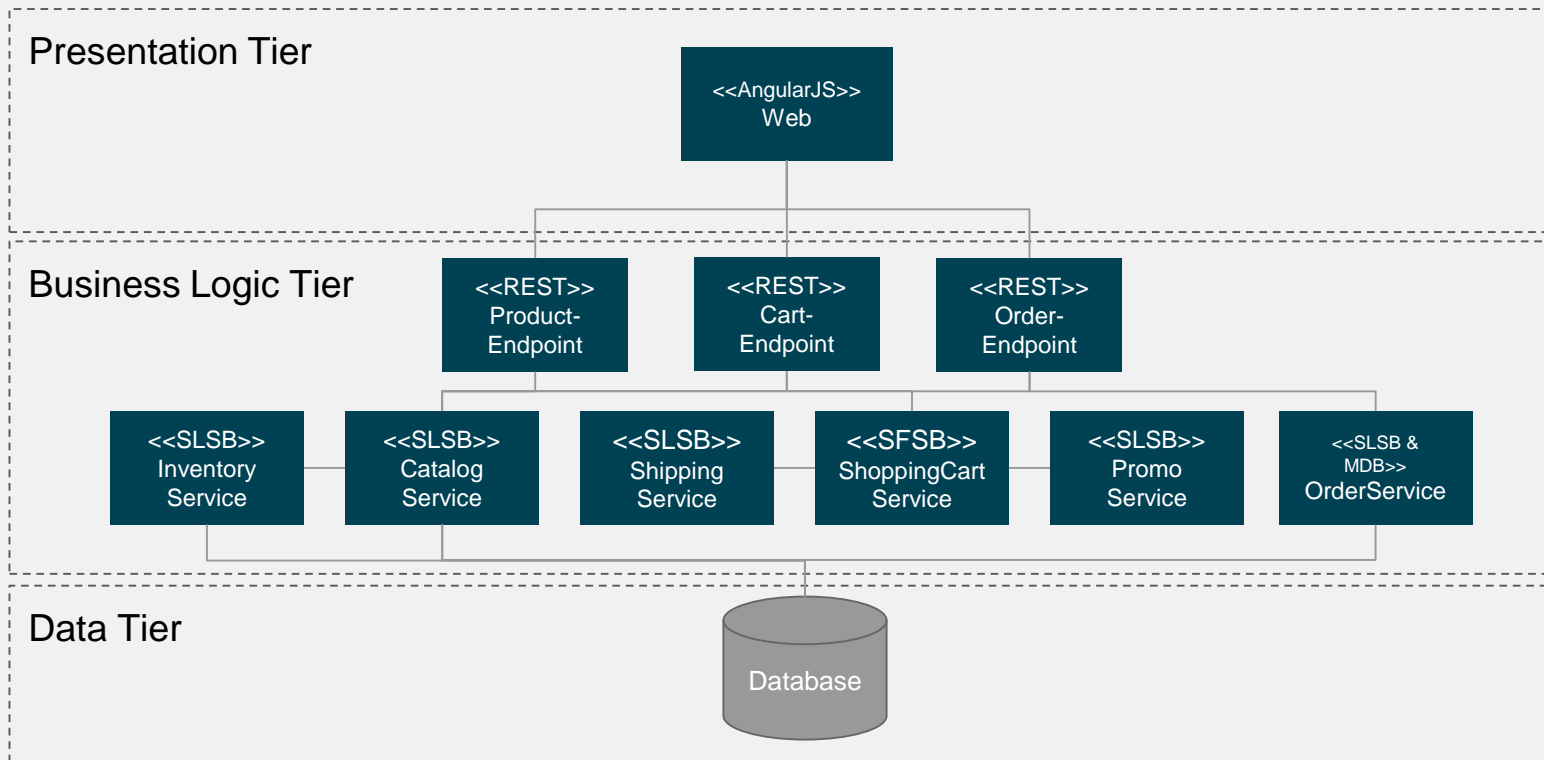 Presentation Tier
<<AngularJS>>
Web
Business Logic Tier
<<REST>>
Product-
Endpoint
<<REST>>
Cart-
Endpoint
<<REST>>
Order-
Endpoint
<<SLSB>>
Inventory
Service
<<SLSB>>
Catalog
Service
<<SLSB>>
Shipping
Service
<<SFSB>>
ShoppingCart
Service
<<SLSB>>
Promo
Service
<<SLSB &
MDB>>
OrderService
Data Tier
Database